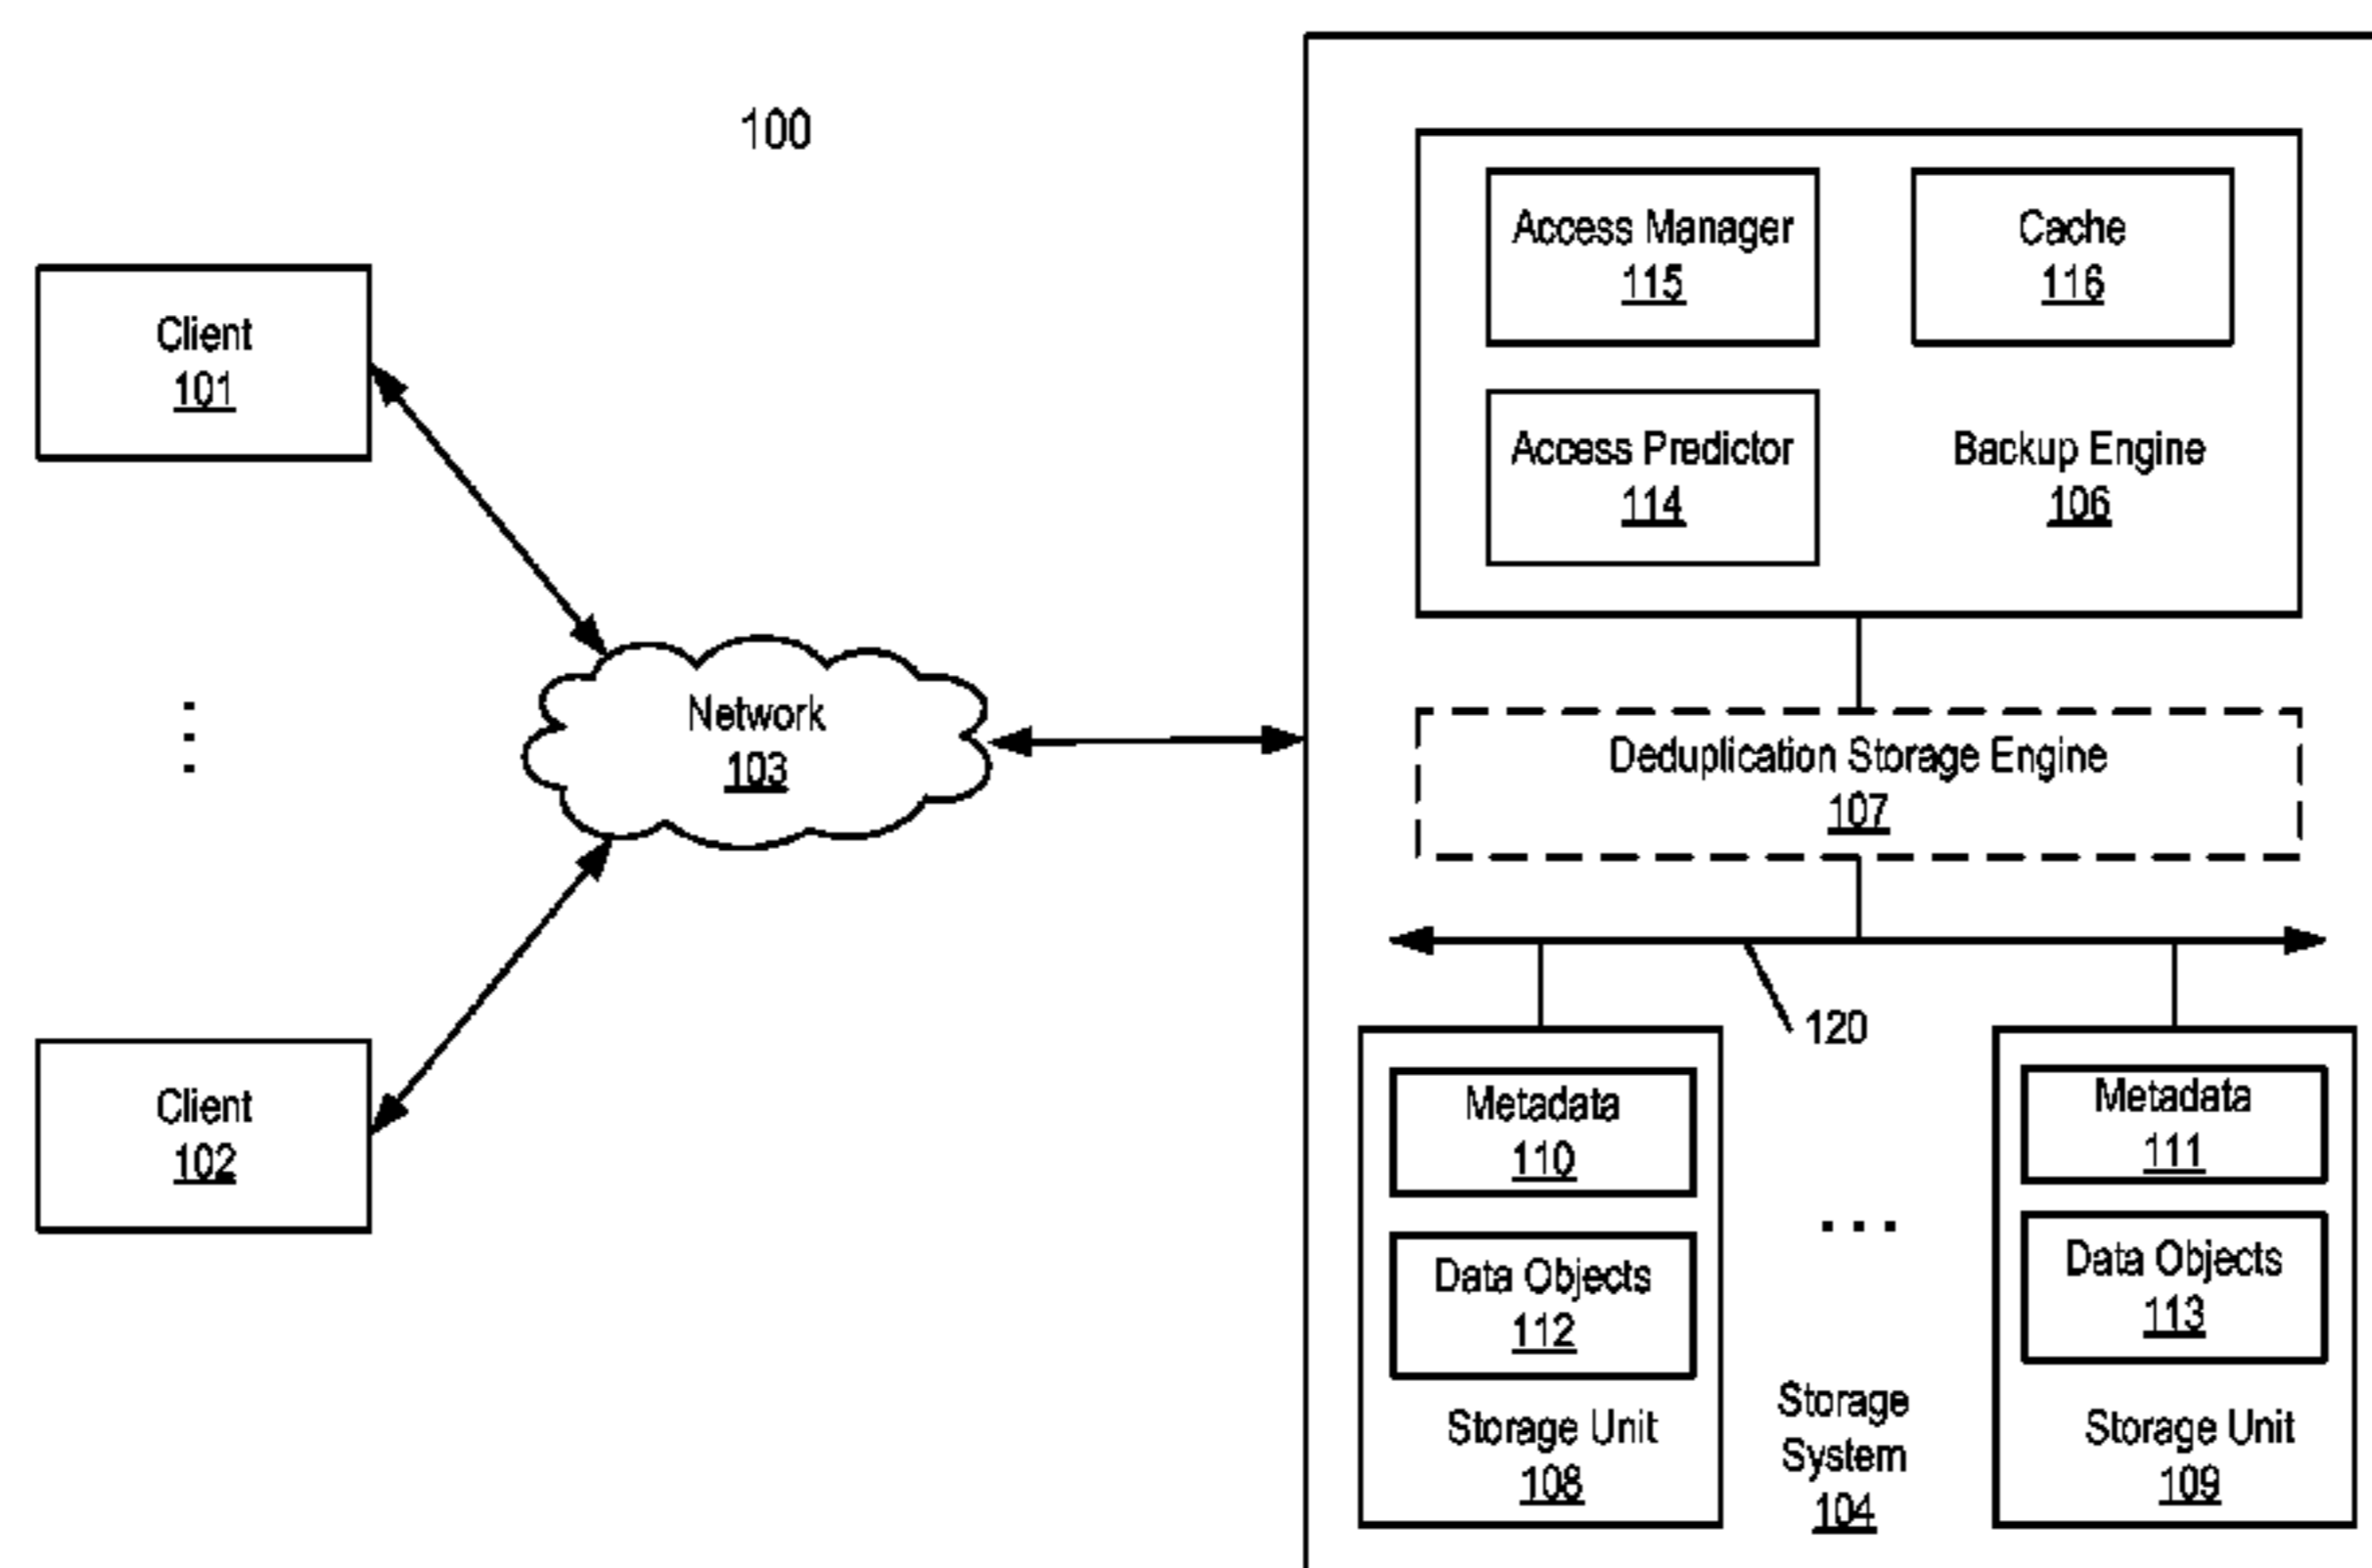 100
Client
101
Client
102
Network
103
Access Manager
115
Cache
116
Access Predictor
114
Backup Engine
106
Deduplication Storage Engine
107
120
Metadata
110
Data Objects
112
Storage Unit
108
...
Storage
System
104
Metadata
111
Data Objects
113
Storage Unit
109